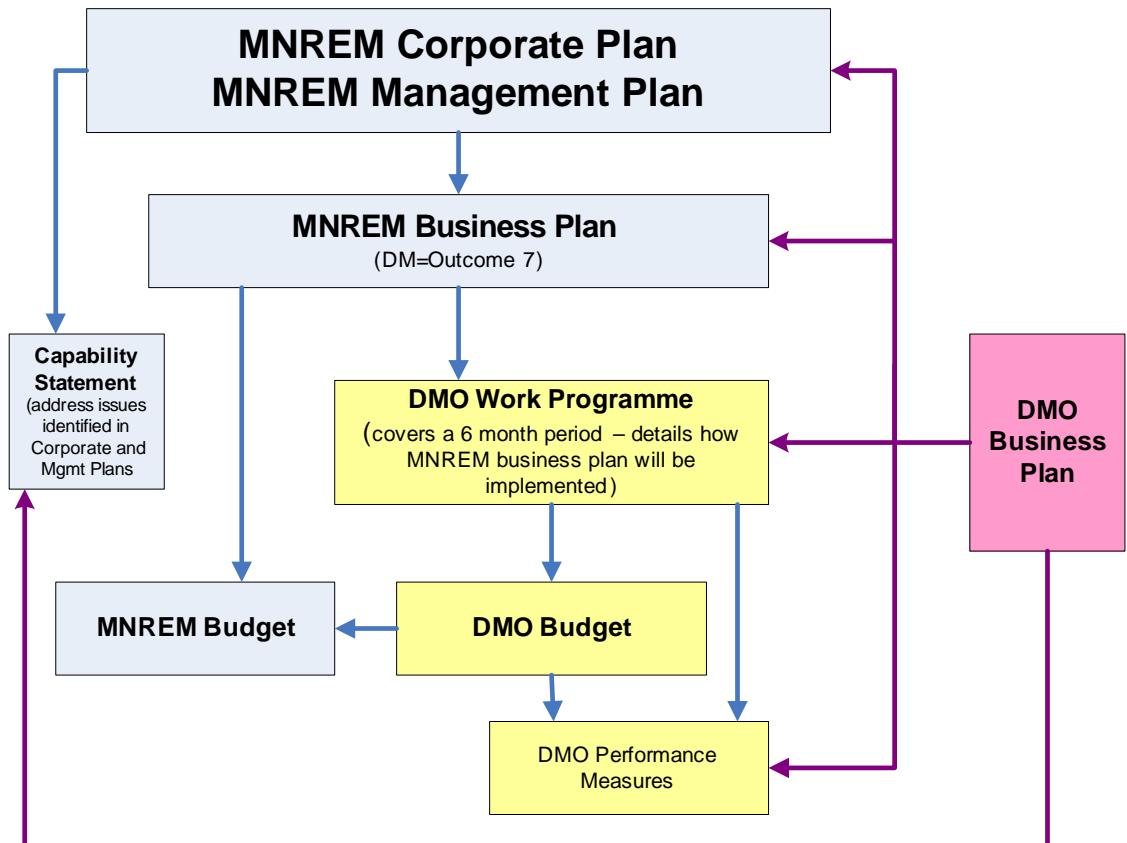 MNREM Corporate Plan
MNREM Management Plan
MNREM Business Plan
(DM=Outcome 7)
Capability
Statement
(address issues
identified in
Corporate and
Mgmt Plans
DMO Work Programme
(covers a 6 month period – details how
MNREM business plan will be
implemented)
DMO
Business
Plan
MNREM Budget
DMO Budget
DMO Performance
Measures